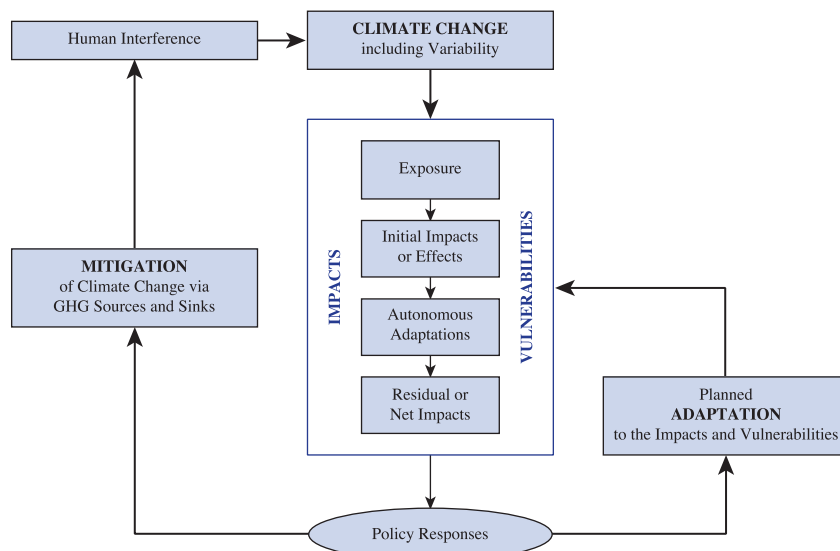 Human Interference
CLIMATE CHANGE
including Variability
Exposure
Initial Impacts
or Effects
Autonomous
Adaptations
Residual or
Net Impacts
IMPACTS
VULNERABILITIES
MITIGATION
of Climate Change via
GHG Sources and Sinks
Planned
ADAPTATION
to the Impacts and Vulnerabilities
Policy Responses